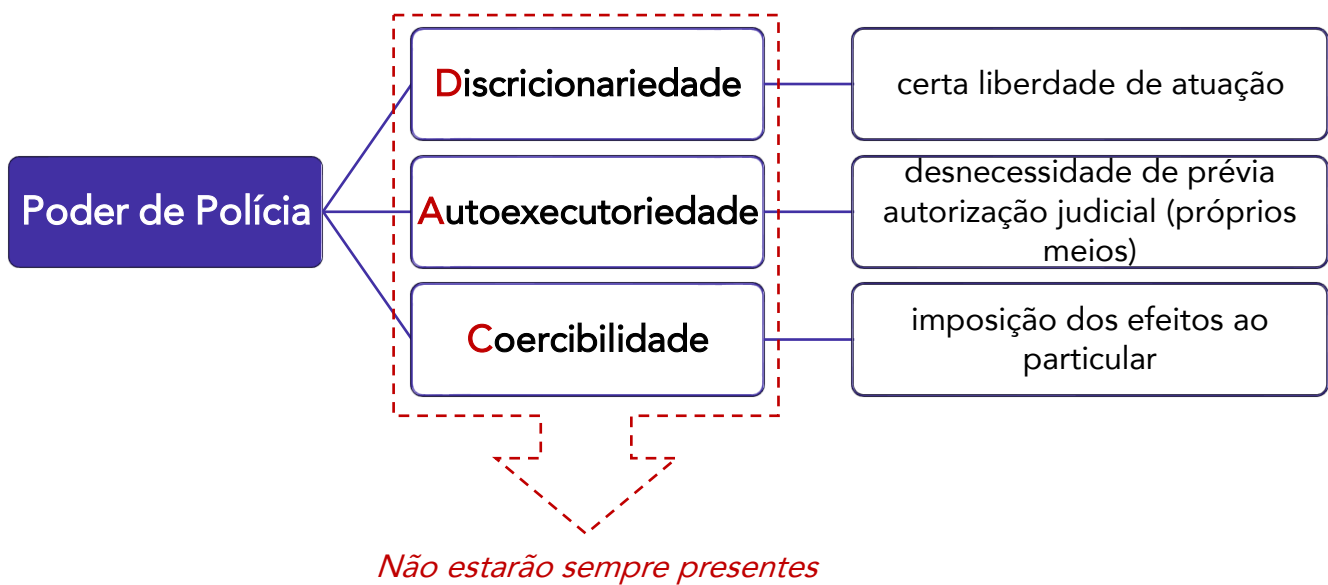 Poder de Polícia
Discricionariedade
certa liberdade de atuação
Autoexecutoriedade
desnecessidade de prévia
autorização judicial (próprios
meios)
Coercibilidade
imposição dos efeitos ao
particular
Não estarão sempre presentes